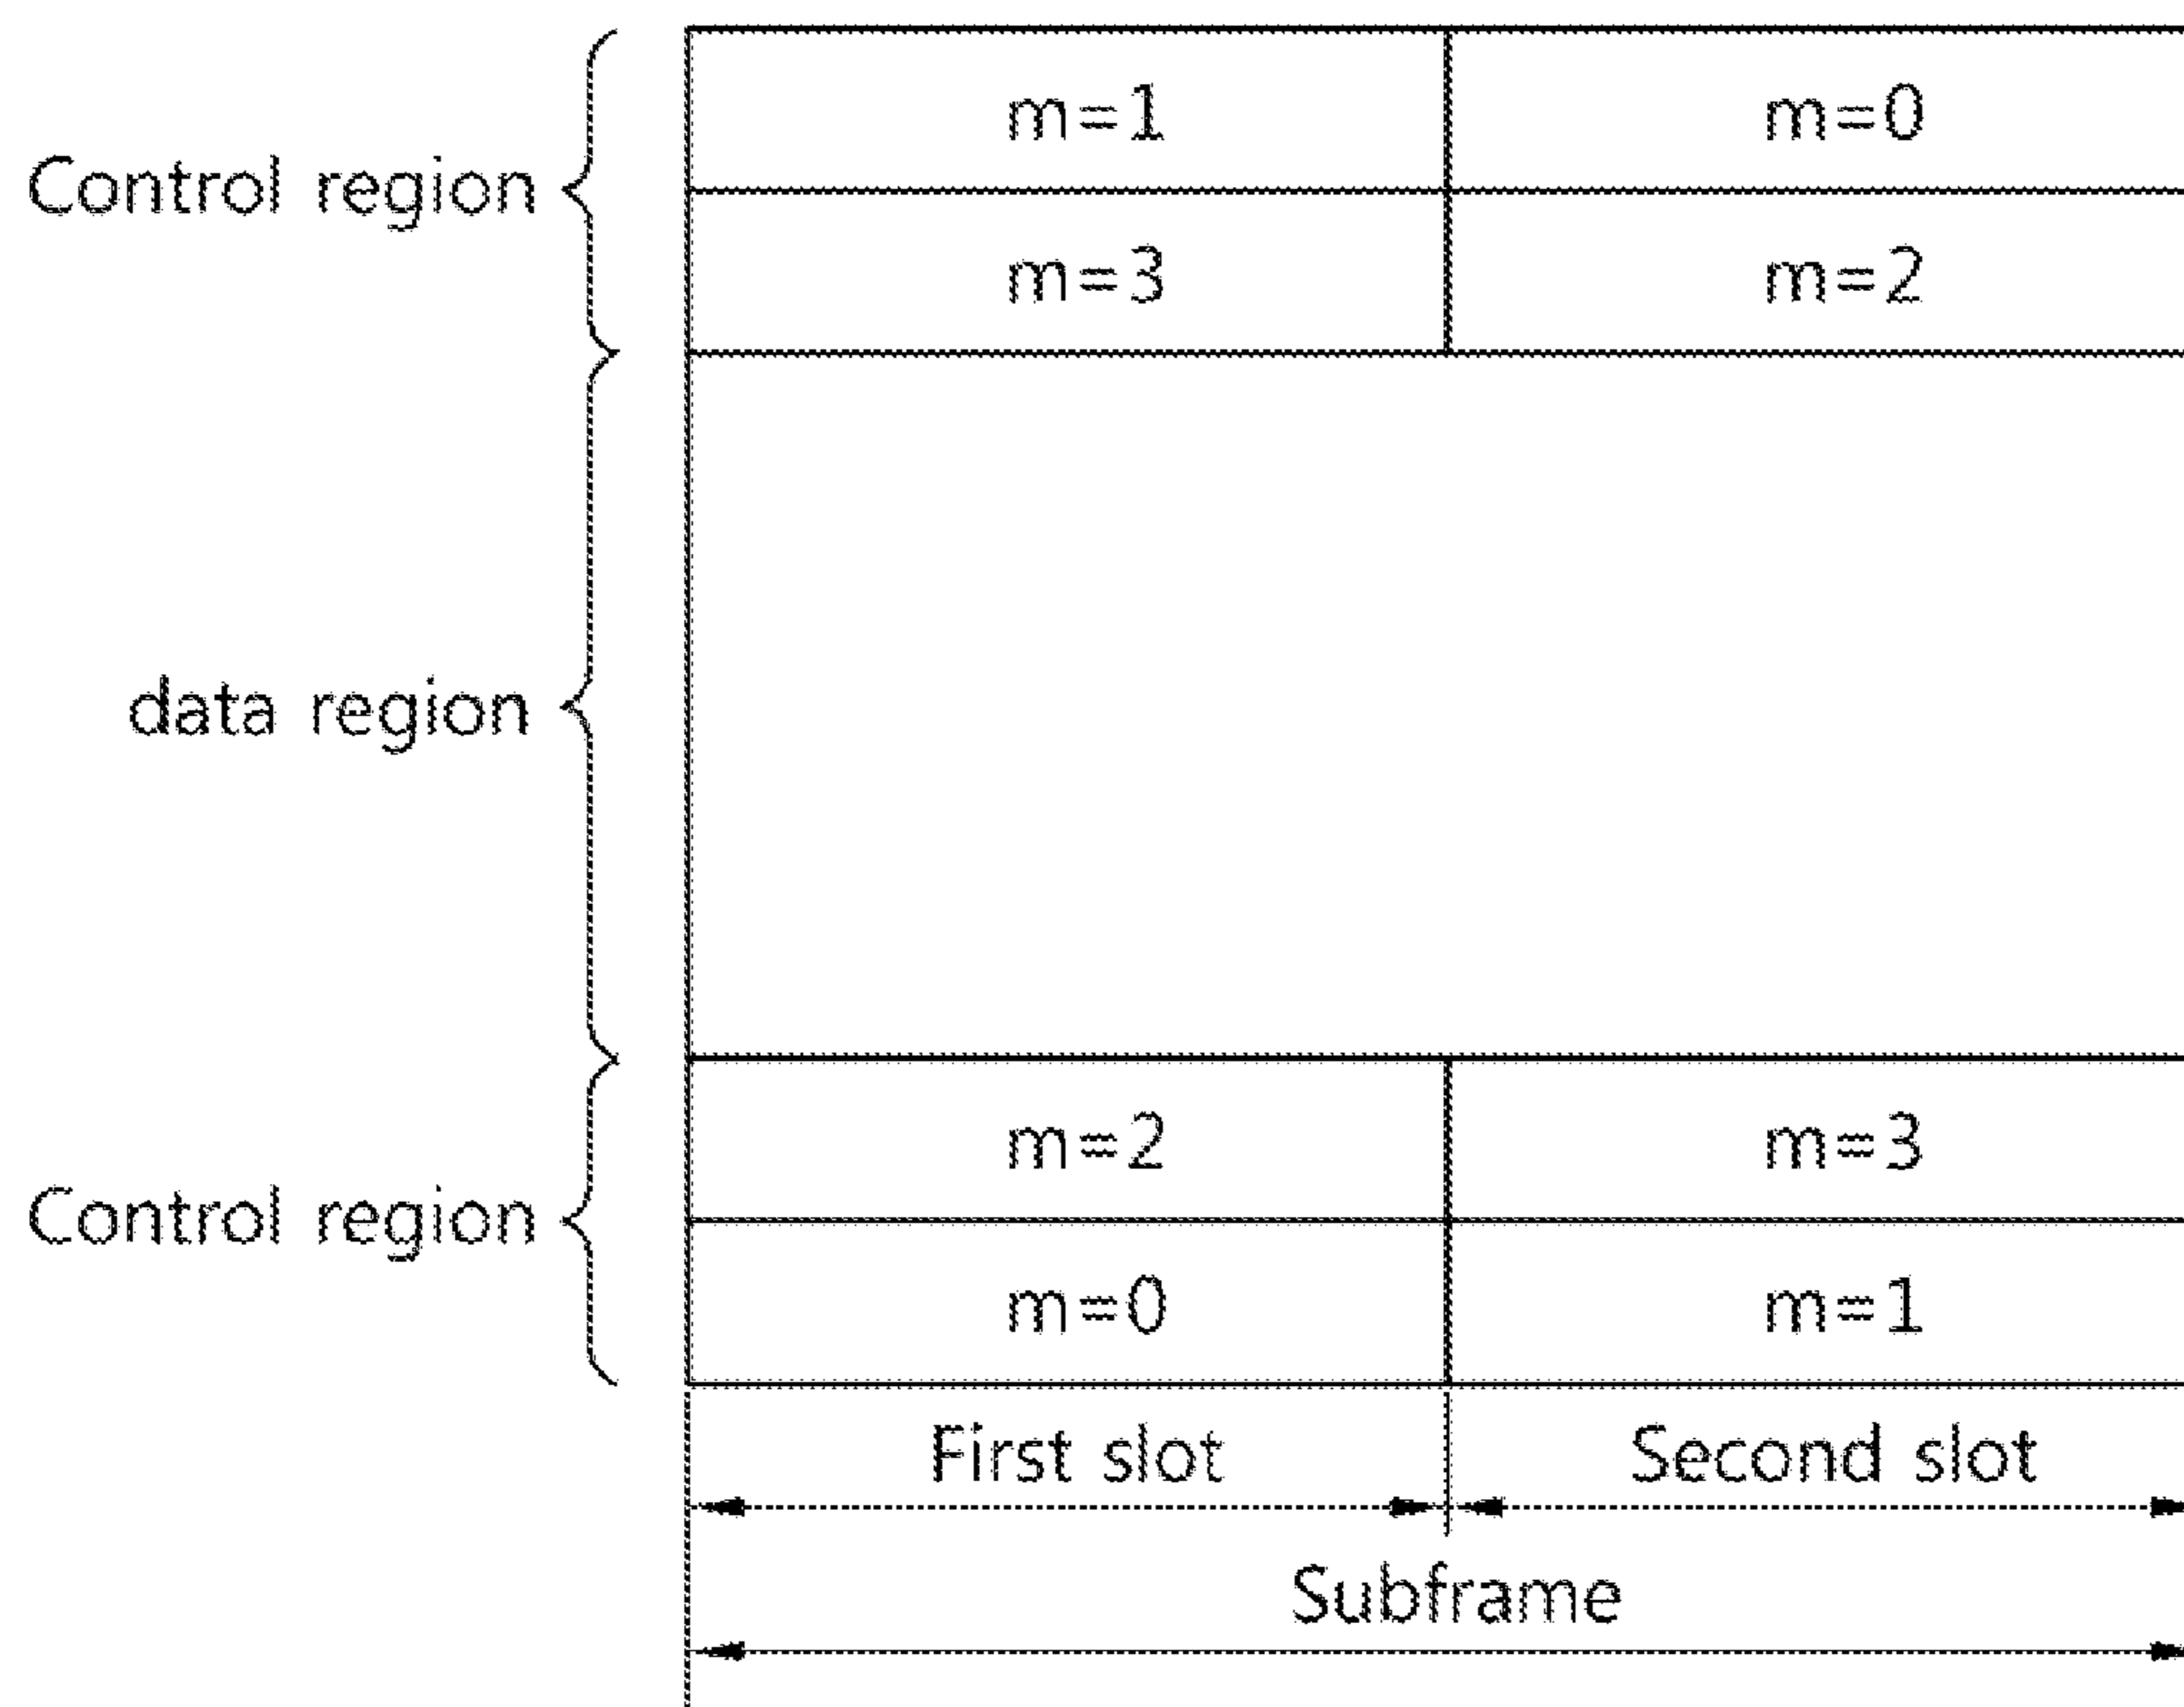 m=1 m=0
Control region
m=3 m=2
data region
m=2 m=3
Control region
m=0 m=1
First slot Second slot
Subframe